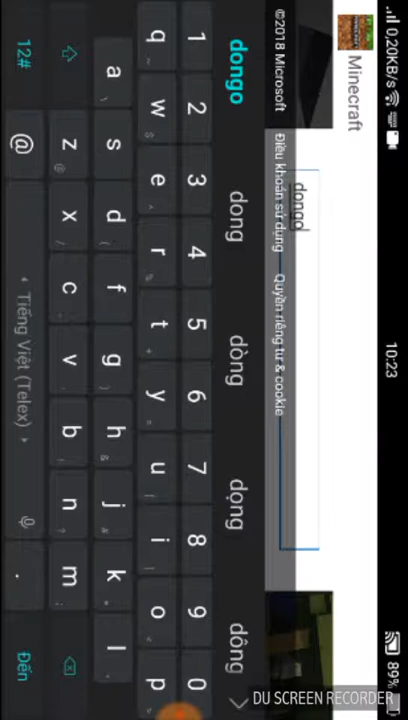 0,20KB/s 10:23 89%
Minecraft
dongo
©2018 Microsoft Điều khoản sử dụng Quyền riêng tư & cookie
dongo dong dòng dọng dông
1 2 3 4 5 6 7 8 9 0
q w e r t y u i o p
a s d f g h j k l
z x c v b n m
12# @ Tiếng Việt (Telex) . Đến
DU SCREEN RECORDER